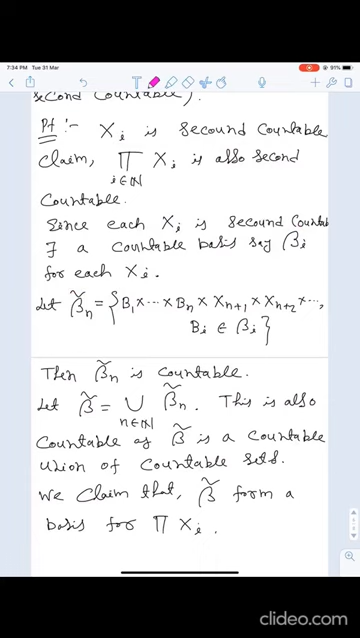 7:34 PM Tue 31 Mar
91%
second Countable).
Pf :- Xᵢ is second Countable
Claim, ∏_{i∈ℕ} Xᵢ is also second
Countable.
Since each Xᵢ is second Countabl
∃ a Countable basis say βᵢ
for each Xᵢ.
Let β̃ₙ = { B₁ × ⋯ × Bₙ × Xₙ₊₁ × Xₙ₊₂ × ⋯,
Bᵢ ∈ βᵢ }
Then β̃ₙ is Countable.
Let β̃ = ∪_{n∈ℕ} β̃ₙ. This is also
Countable as β̃ is a Countable
union of Countable sets.
We Claim that, β̃ form a
basis for ∏ Xᵢ.
clideo.com